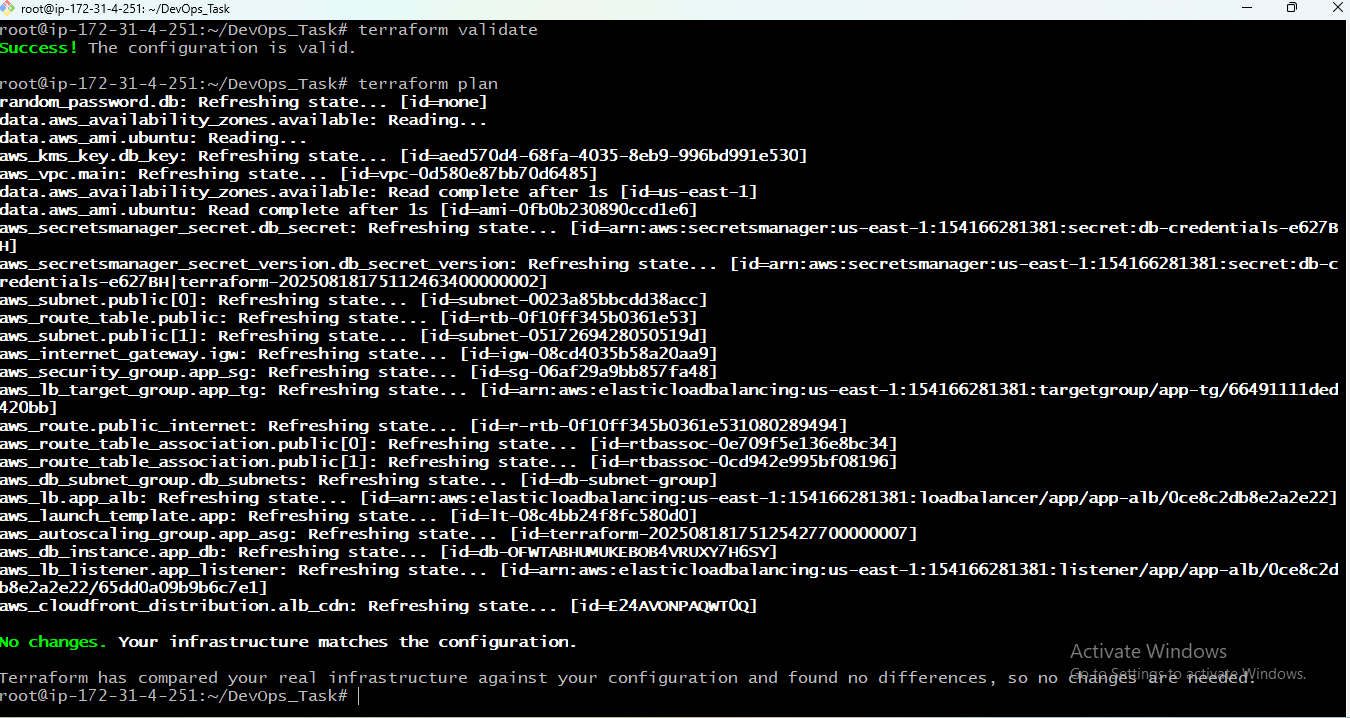 root@ip-172-31-4-251: ~/DevOps_Task
root@ip-172-31-4-251:~/DevOps_Task# terraform validate
Success! The configuration is valid.
root@ip-172-31-4-251:~/DevOps_Task# terraform plan
random_password.db: Refreshing state... [id=none]
data.aws_availability_zones.available: Reading...
data.aws_ami.ubuntu: Reading...
aws_kms_key.db_key: Refreshing state... [id=aed570d4-68fa-4035-8eb9-996bd991e530]
aws_vpc.main: Refreshing state... [id=vpc-0d580e87bb70d6485]
data.aws_availability_zones.available: Read complete after 1s [id=us-east-1]
data.aws_ami.ubuntu: Read complete after 1s [id=ami-0fb0b230890ccd1e6]
aws_secretsmanager_secret.db_secret: Refreshing state... [id=arn:aws:secretsmanager:us-east-1:154166281381:secret:db-credentials-e627B
H]
aws_secretsmanager_secret_version.db_secret_version: Refreshing state... [id=arn:aws:secretsmanager:us-east-1:154166281381:secret:db-c
redentials-e627BH|terraform-20250818175112463400000002]
aws_subnet.public[0]: Refreshing state... [id=subnet-0023a85bbcdd38acc]
aws_route_table.public: Refreshing state... [id=rtb-0f10ff345b0361e53]
aws_subnet.public[1]: Refreshing state... [id=subnet-0517269428050519d]
aws_internet_gateway.igw: Refreshing state... [id=igw-08cd4035b58a20aa9]
aws_security_group.app_sg: Refreshing state... [id=sg-06af29a9bb857fa48]
aws_lb_target_group.app_tg: Refreshing state... [id=arn:aws:elasticloadbalancing:us-east-1:154166281381:targetgroup/app-tg/66491111ded
420bb]
aws_route.public_internet: Refreshing state... [id=r-rtb-0f10ff345b0361e531080289494]
aws_route_table_association.public[0]: Refreshing state... [id=rtbassoc-0e709f5e136e8bc34]
aws_route_table_association.public[1]: Refreshing state... [id=rtbassoc-0cd942e995bf08196]
aws_db_subnet_group.db_subnets: Refreshing state... [id=db-subnet-group]
aws_lb.app_alb: Refreshing state... [id=arn:aws:elasticloadbalancing:us-east-1:154166281381:loadbalancer/app/app-alb/0ce8c2db8e2a2e22]
aws_launch_template.app: Refreshing state... [id=lt-08c4bb24f8fc580d0]
aws_autoscaling_group.app_asg: Refreshing state... [id=terraform-20250818175125427700000007]
aws_db_instance.app_db: Refreshing state... [id=db-OFWTABHUMUKEBOB4VRUXY7H6SY]
aws_lb_listener.app_listener: Refreshing state... [id=arn:aws:elasticloadbalancing:us-east-1:154166281381:listener/app/app-alb/0ce8c2d
b8e2a2e22/65dd0a09b9b6c7e1]
aws_cloudfront_distribution.alb_cdn: Refreshing state... [id=E24AVONPAQWT0Q]
No changes. Your infrastructure matches the configuration.
Activate Windows
Go to Settings to activate Windows.
Terraform has compared your real infrastructure against your configuration and found no differences, so no changes are needed.
root@ip-172-31-4-251:~/DevOps_Task#